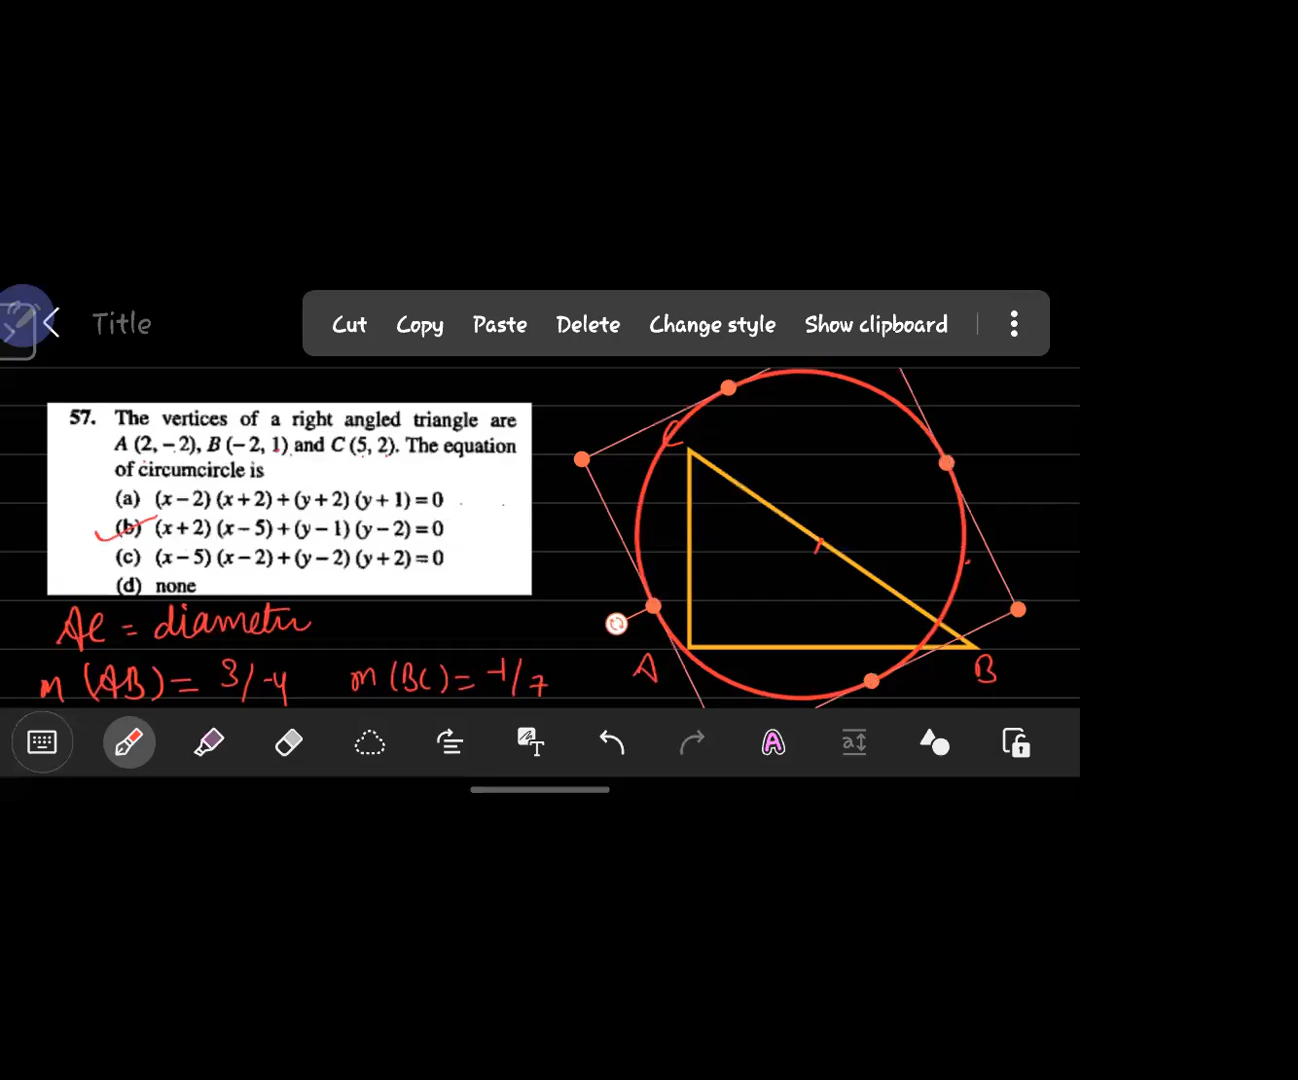 Title
Cut Copy Paste Delete Change style Show clipboard
57. The vertices of a right angled triangle are
A (2, – 2), B (– 2, 1) and C (5, 2). The equation
of circumcircle is
(a) (x – 2) (x + 2) + (y + 2) (y + 1) = 0
(b) (x + 2) (x – 5) + (y – 1) (y – 2) = 0
(c) (x – 5) (x – 2) + (y – 2) (y + 2) = 0
(d) none
C
A
B
AC = diameter
m (AB) = 3/-4 m (BC) = -1/7
A
T
a